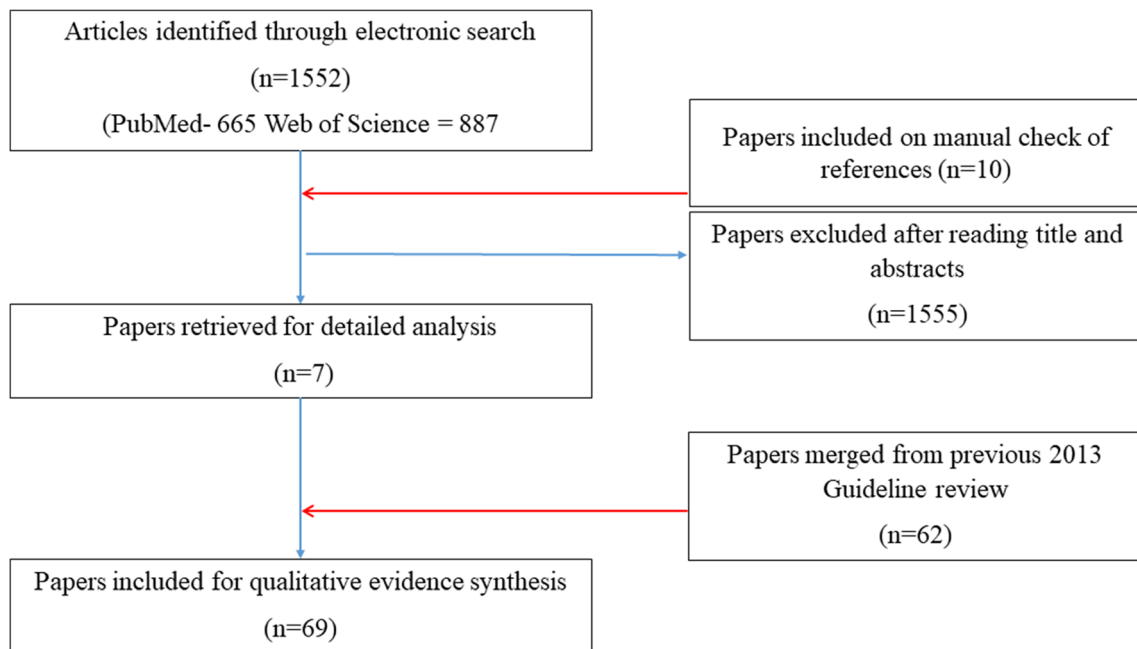 Articles identified through electronic search
(n=1552)
(PubMed- 665 Web of Science = 887
Papers included on manual check of
references (n=10)
Papers excluded after reading title and
abstracts
(n=1555)
Papers retrieved for detailed analysis
(n=7)
Papers merged from previous 2013
Guideline review
(n=62)
Papers included for qualitative evidence synthesis
(n=69)